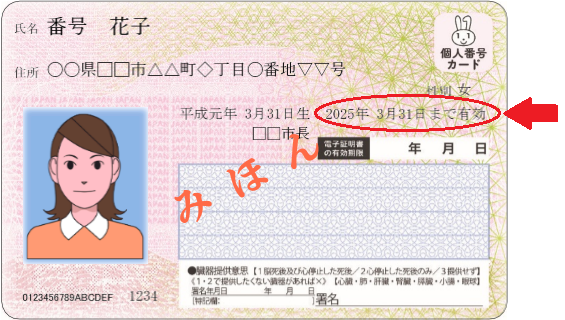 氏名 番号 花子
個人番号
カード
住所 〇〇県□□市△△町◇丁目〇番地▽▽号
性別 女
平成元年 3月31日生 2025年 3月31日まで有効
□□市長
電子証明書
の有効期限 年 月 日
みほん
●臓器提供意思【1脳死後及び心停止した死後／2心停止した死後のみ／3提供せず】
《1・2で提供したくない臓器があれば×》【心臓・肺・肝臓・腎臓・膵臓・小腸・眼球】
署名年月日 年 月 日
[特記欄: ] 署名
0123456789ABCDEF 1234